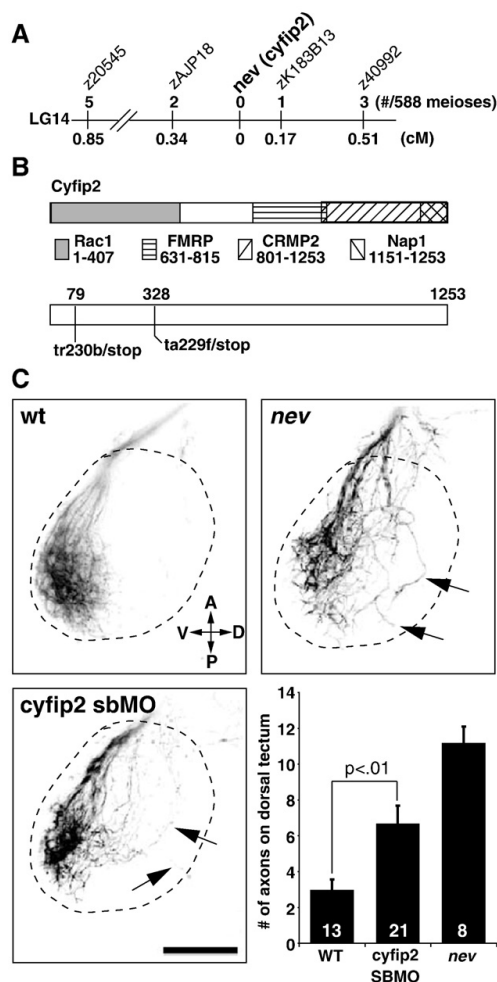 A
z20545
zAJP18
nev (cyfip2)
zK183B13
z40992
5 2 0 1 3 (#/588 meioses)
LG14
0.85 0.34 0 0.17 0.51 (cM)
B
Cyfip2
Rac1 FMRP CRMP2 Nap1
1-407 631-815 801-1253 1151-1253
79 328 1253
tr230b/stop ta229f/stop
C
wt
A
V D
P
nev
cyfip2 sbMO
14
12
10
8
6
4
2
0
# of axons on dorsal tectum
p<.01
13 21 8
WT cyfip2 nev
SBMO